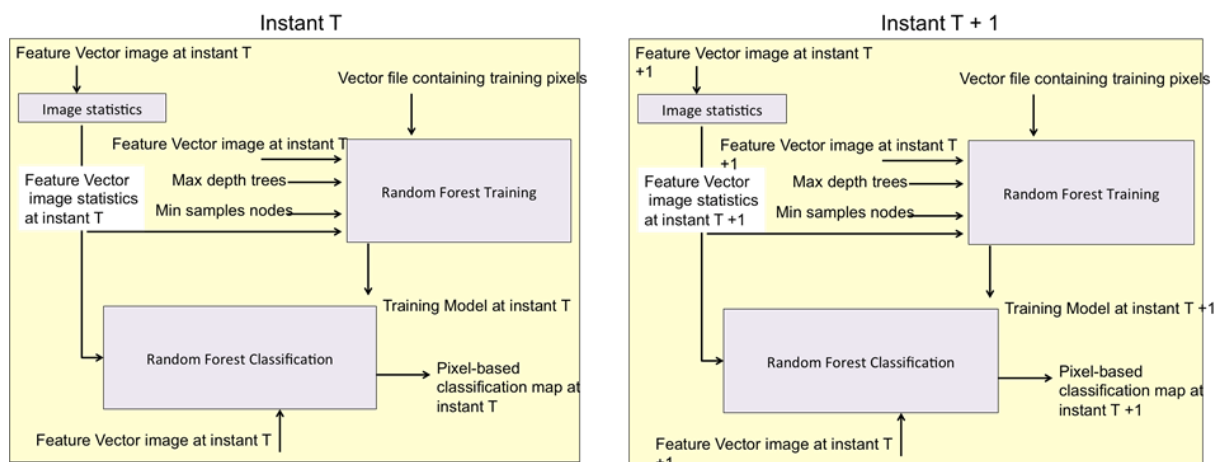 Instant T
Feature Vector image at instant T
Vector file containing training pixels
Image statistics
Feature Vector image at instant T
Feature Vector
image statistics
at instant T
Max depth trees
Random Forest Training
Min samples nodes
Training Model at instant T
Random Forest Classification
Pixel-based
classification map at
instant T
Feature Vector image at instant T
Instant T + 1
Feature Vector image at instant T
+1
Vector file containing training pixels
Image statistics
Feature Vector image at instant T
+1
Feature Vector
image statistics
at instant T +1
Max depth trees
Random Forest Training
Min samples nodes
Training Model at instant T +1
Random Forest Classification
Pixel-based
classification map at
instant T +1
Feature Vector image at instant T
+1